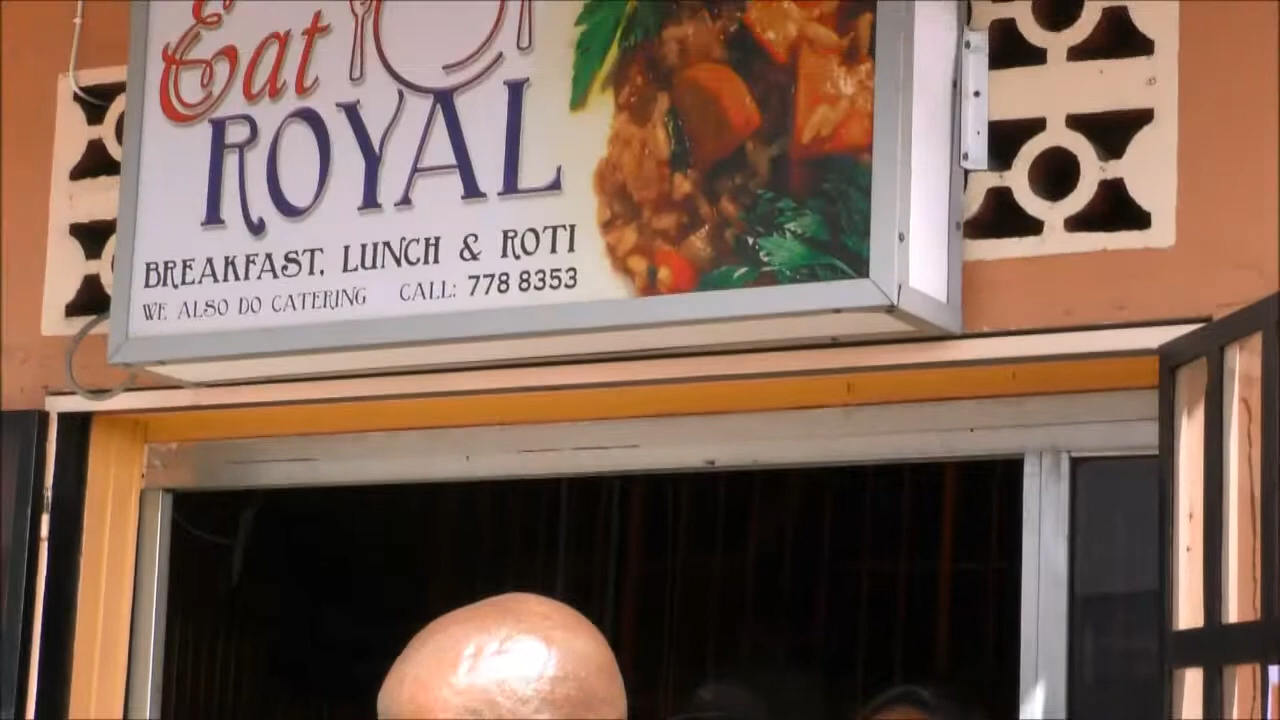 Eat
ROYAL
BREAKFAST, LUNCH & ROTI
WE ALSO DO CATERING CALL: 778 8353